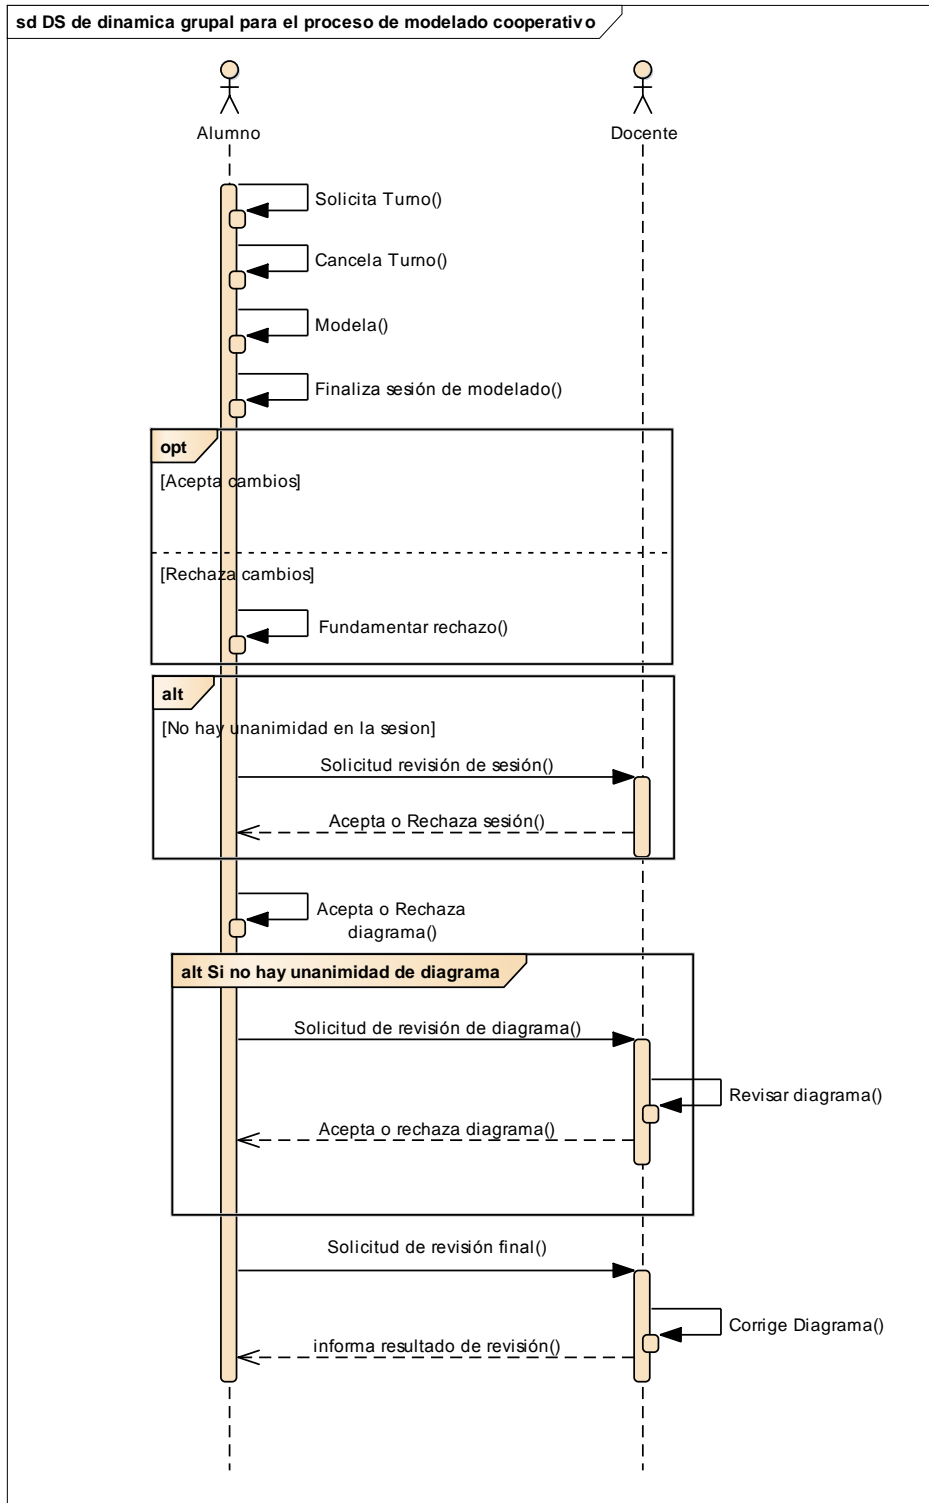 sd DS de dinamica grupal para el proceso de modelado cooperativo
Alumno
Docente
Solicita Turno()
Cancela Turno()
Modela()
Finaliza sesión de modelado()
opt
[Acepta cambios]
[Rechaza cambios]
Fundamentar rechazo()
alt
[No hay unanimidad en la sesion]
Solicitud revisión de sesión()
Acepta o Rechaza sesión()
Acepta o Rechaza
diagrama()
alt Si no hay unanimidad de diagrama
Solicitud de revisión de diagrama()
Revisar diagrama()
Acepta o rechaza diagrama()
Solicitud de revisión final()
Corrige Diagrama()
informa resultado de revisión()